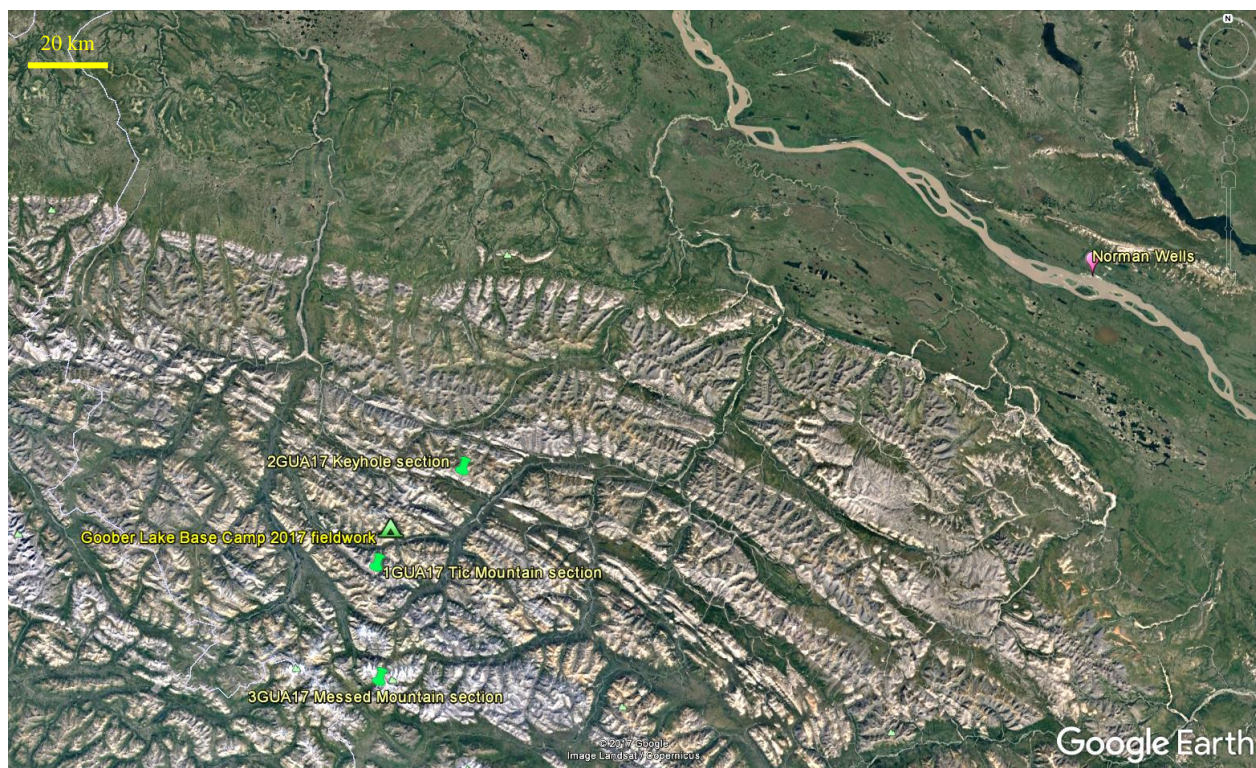 20 km
N
Norman Wells
2GUA17 Keyhole section
Goober Lake Base Camp 2017 fieldwork
1GUA17 Tic Mountain section
3GUA17 Messed Mountain section
© 2017 Google
Image Landsat / Copernicus
Google Earth